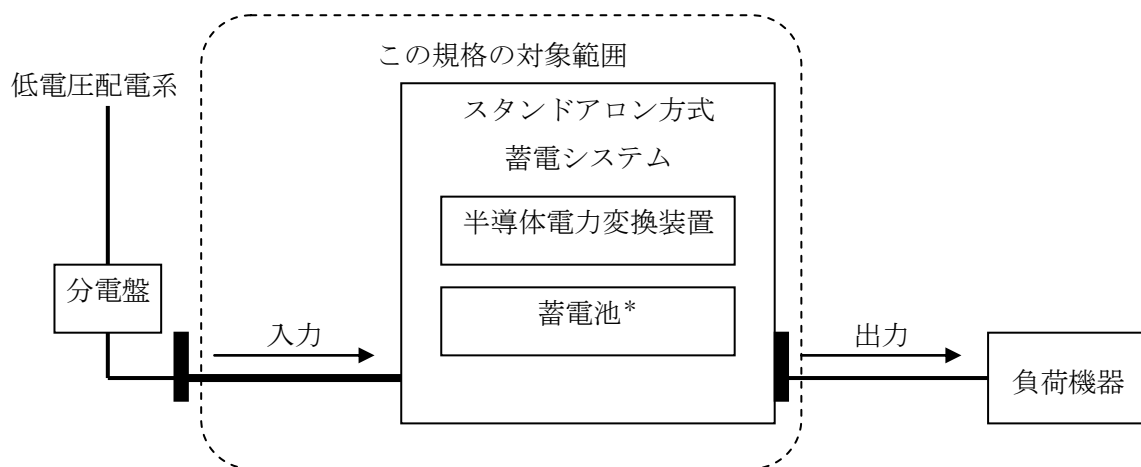 この規格の対象範囲
低電圧配電系
スタンドアロン方式
蓄電システム
半導体電力変換装置
分電盤
蓄電池*
入力
出力
負荷機器